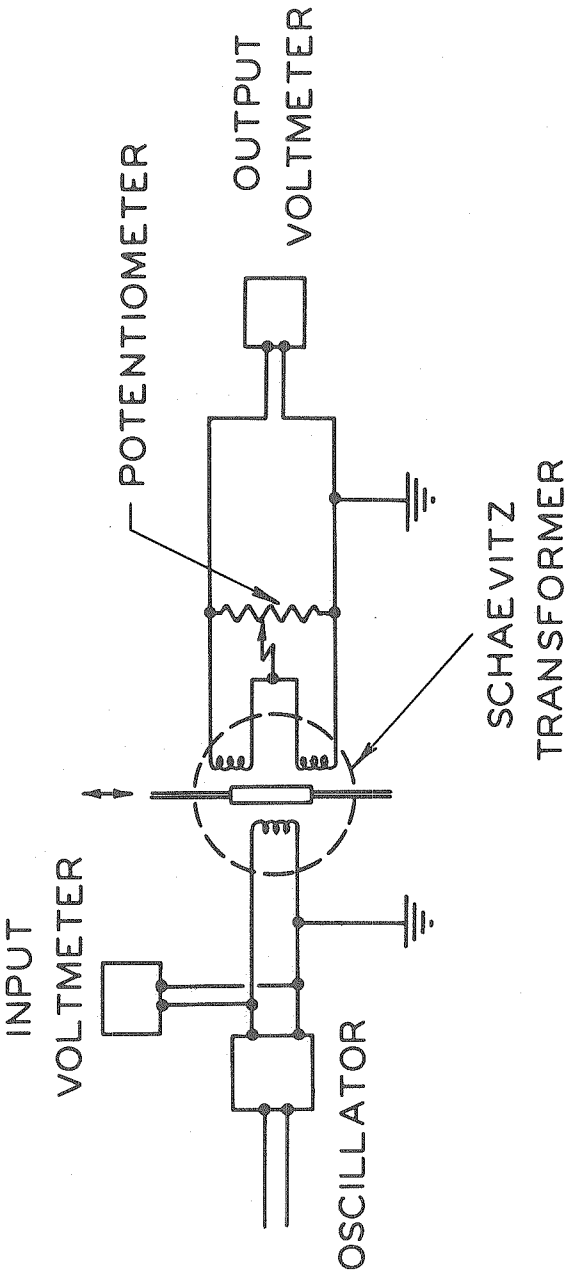 INPUT
VOLTMETER
OSCILLATOR
POTENTIOMETER
OUTPUT
VOLTMETER
SCHAEVITZ
TRANSFORMER